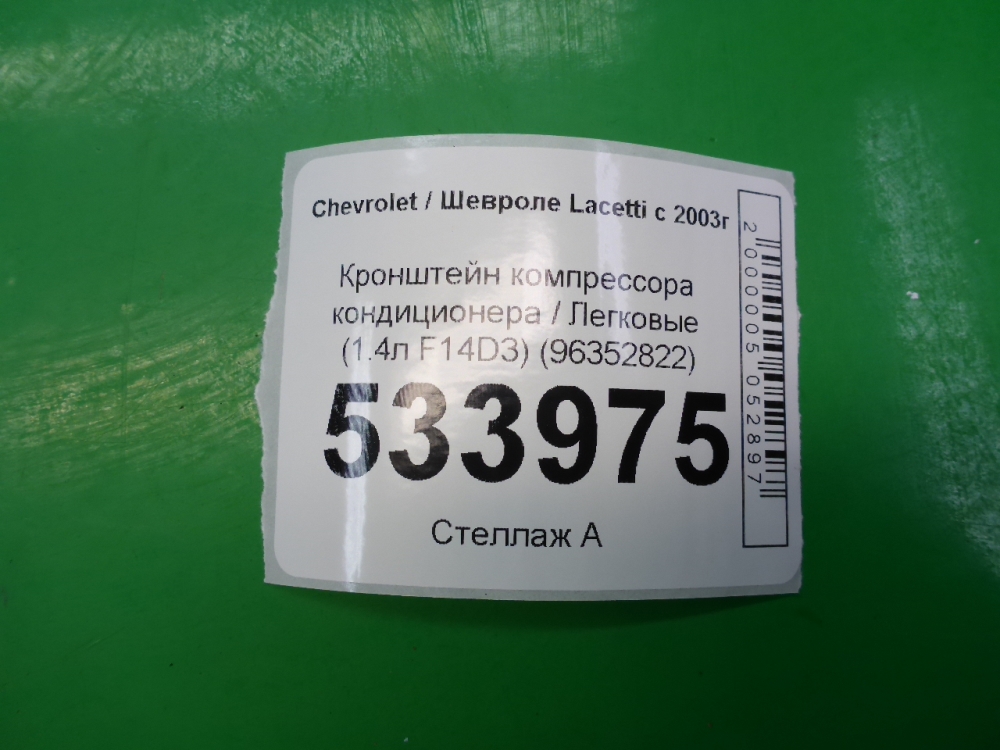 Chevrolet / Шевроле Lacetti с 2003г
Кронштейн компрессора
кондиционера / Легковые
(1.4л F14D3) (96352822)
533975
Стеллаж А
2000005052897